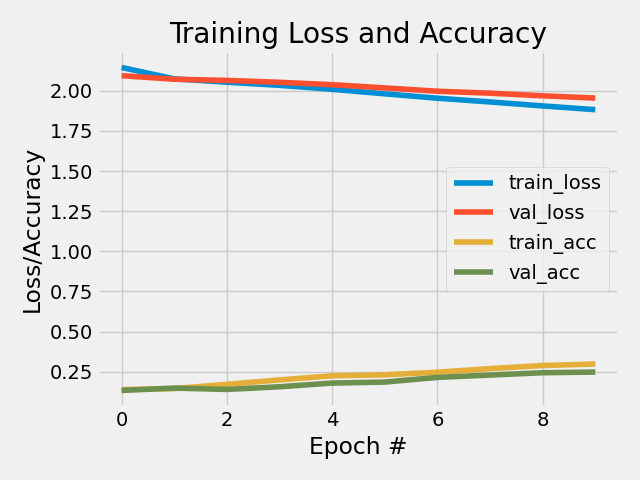 Training Loss and Accuracy
Loss/Accuracy
2.00
1.75
1.50
1.25
1.00
0.75
0.50
0.25
train_loss
val_loss
train_acc
val_acc
0 2 4 6 8
Epoch #